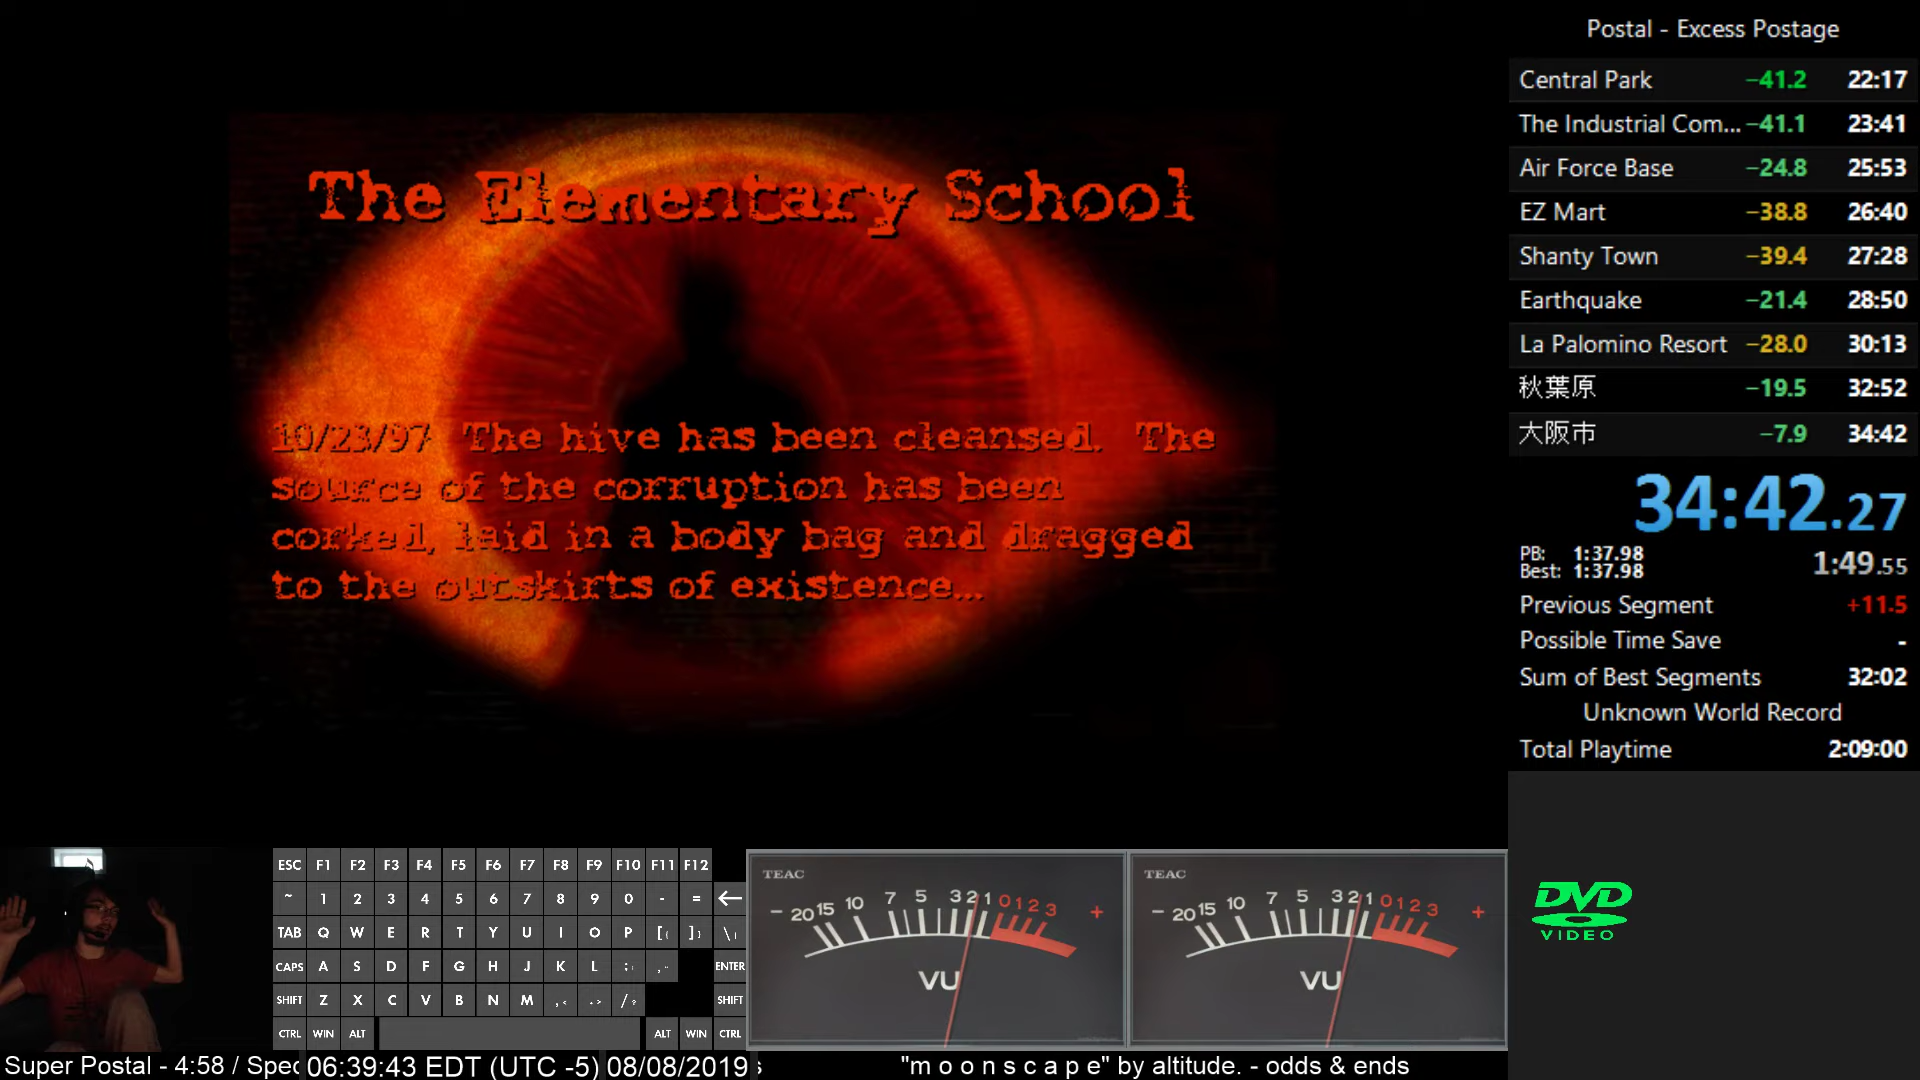 The Elementary School
10/23/97 The hive has been cleansed. The
source of the corruption has been
corked, laid in a body bag and dragged
to the outskirts of existence...
Postal - Excess Postage
Central Park -41.2 22:17
The Industrial Com... -41.1 23:41
Air Force Base -24.8 25:53
EZ Mart -38.8 26:40
Shanty Town -39.4 27:28
Earthquake -21.4 28:50
La Palomino Resort -28.0 30:13
秋葉原 -19.5 32:52
大阪市 -7.9 34:42
34:42.27
PB: 1:37.98
Best: 1:37.98
1:49.55
Previous Segment +11.5
Possible Time Save -
Sum of Best Segments 32:02
Unknown World Record
Total Playtime 2:09:00
ESC F1 F2 F3 F4 F5 F6 F7 F8 F9 F10 F11 F12
~ 1 2 3 4 5 6 7 8 9 0 - = ←
TAB Q W E R T Y U I O P [{ ]} \|
CAPS A S D F G H J K L ;: ,. ENTER
SHIFT Z X C V B N M ,< .> /? SHIFT
CTRL WIN ALT ALT WIN CTRL
TEAC
- 20 15 10 7 5 3 2 1 0 1 2 3 +
VU
TEAC
- 20 15 10 7 5 3 2 1 0 1 2 3 +
VU
DVD
VIDEO
Super Postal - 4:58 / Spec
06:39:43 EDT (UTC -5) 08/08/2019
s
"m o o n s c a p e" by altitude. - odds & ends